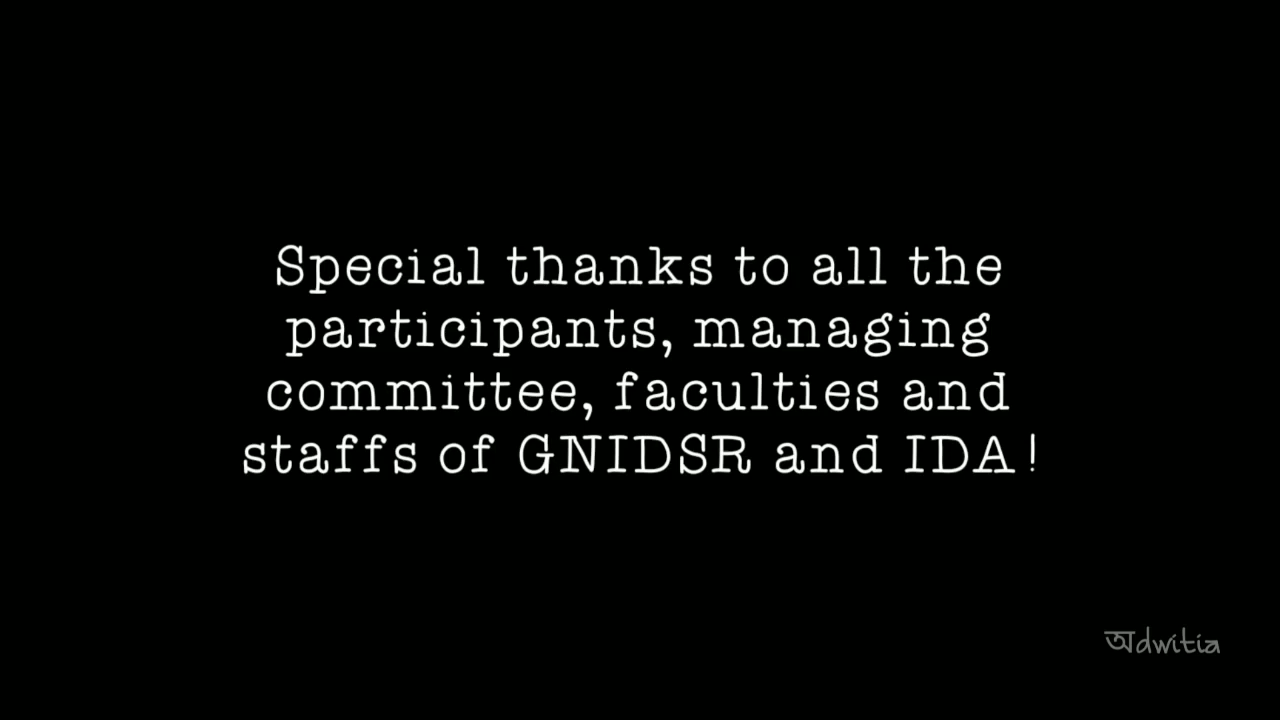 Special thanks to all the
participants, managing
committee, faculties and
staffs of GNIDSR and IDA!
অdwitia